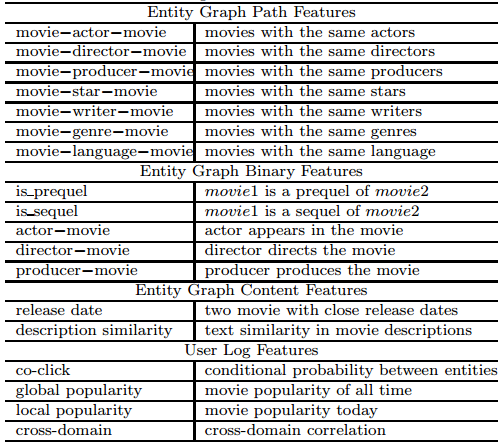 Entity Graph Path Features
movie−actor−movie movies with the same actors
movie−director−movie movies with the same directors
movie−producer−movie movies with the same producers
movie−star−movie movies with the same stars
movie−writer−movie movies with the same writers
movie−genre−movie movies with the same genres
movie−language−movie movies with the same language
Entity Graph Binary Features
is_prequel movie1 is a prequel of movie2
is_sequel movie1 is a sequel of movie2
actor−movie actor appears in the movie
director−movie director directs the movie
producer−movie producer produces the movie
Entity Graph Content Features
release date two movie with close release dates
description similarity text similarity in movie descriptions
User Log Features
co-click conditional probability between entities
global popularity movie popularity of all time
local popularity movie popularity today
cross-domain cross-domain correlation